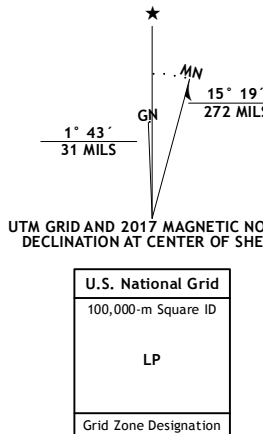 ★
MN
GN
15° 19´
272 MILS
1° 43´
31 MILS
UTM GRID AND 2017 MAGNETIC NO
DECLINATION AT CENTER OF SHE
U.S. National Grid
100,000-m Square ID
LP
Grid Zone Designation